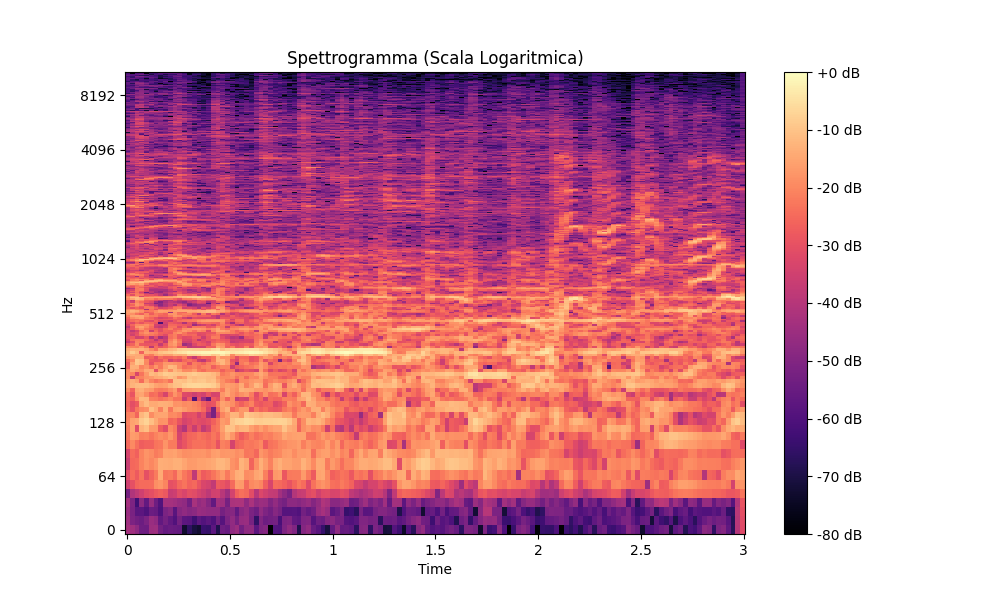 Spettrogramma (Scala Logaritmica)
Hz
8192
4096
2048
1024
512
256
128
64
0
0
0.5
1
1.5
2
2.5
3
Time
+0 dB
-10 dB
-20 dB
-30 dB
-40 dB
-50 dB
-60 dB
-70 dB
-80 dB